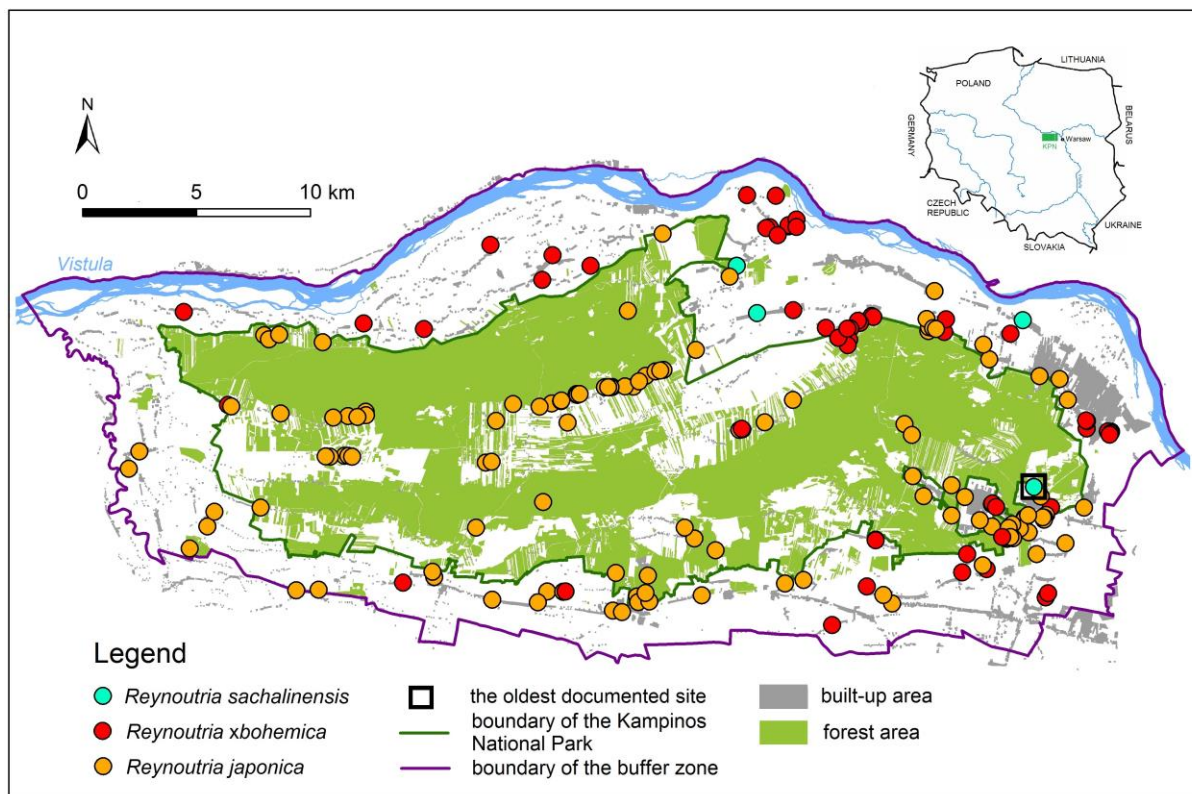 LITHUANIA
POLAND
BELARUS
GERMANY
Warsaw
KPN
CZECH
REPUBLIC
UKRAINE
SLOVAKIA
N
0 5 10 km
Vistula
Legend
Reynoutria sachalinensis
Reynoutria xbohemica
Reynoutria japonica
the oldest documented site
boundary of the Kampinos
National Park
boundary of the buffer zone
built-up area
forest area